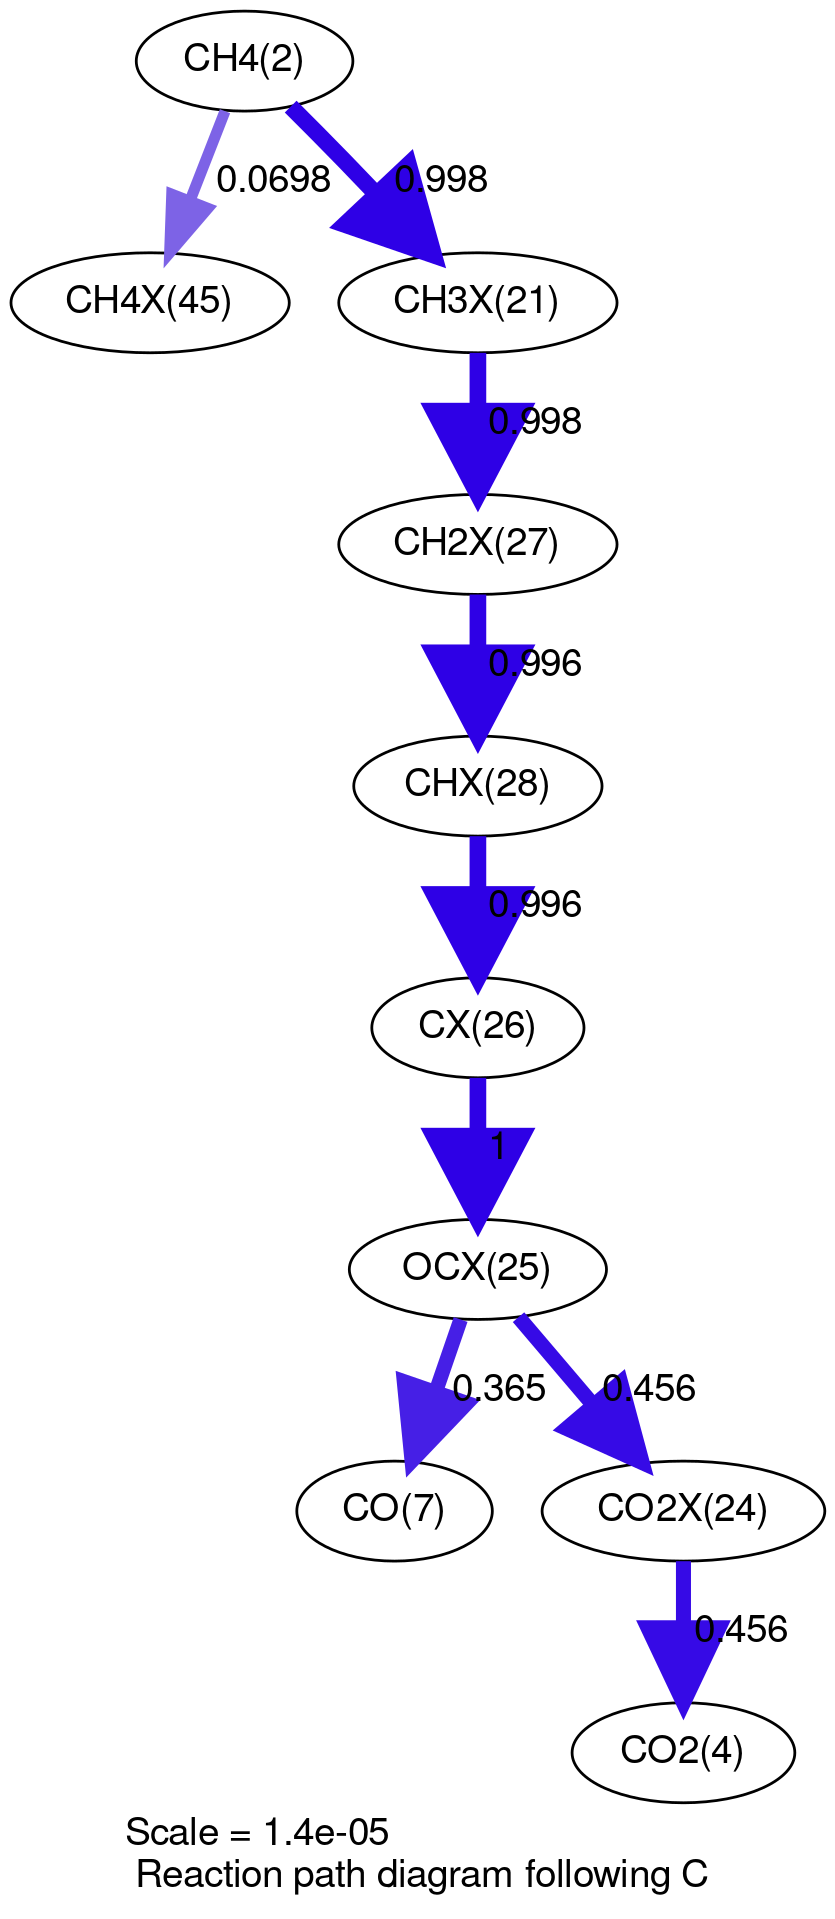 CH4(2)
0.0698
0.998
CH4X(45)
CH3X(21)
0.998
CH2X(27)
0.996
CHX(28)
0.996
CX(26)
1
OCX(25)
0.365
0.456
CO(7)
CO2X(24)
0.456
CO2(4)
Scale = 1.4e-05
Reaction path diagram following C